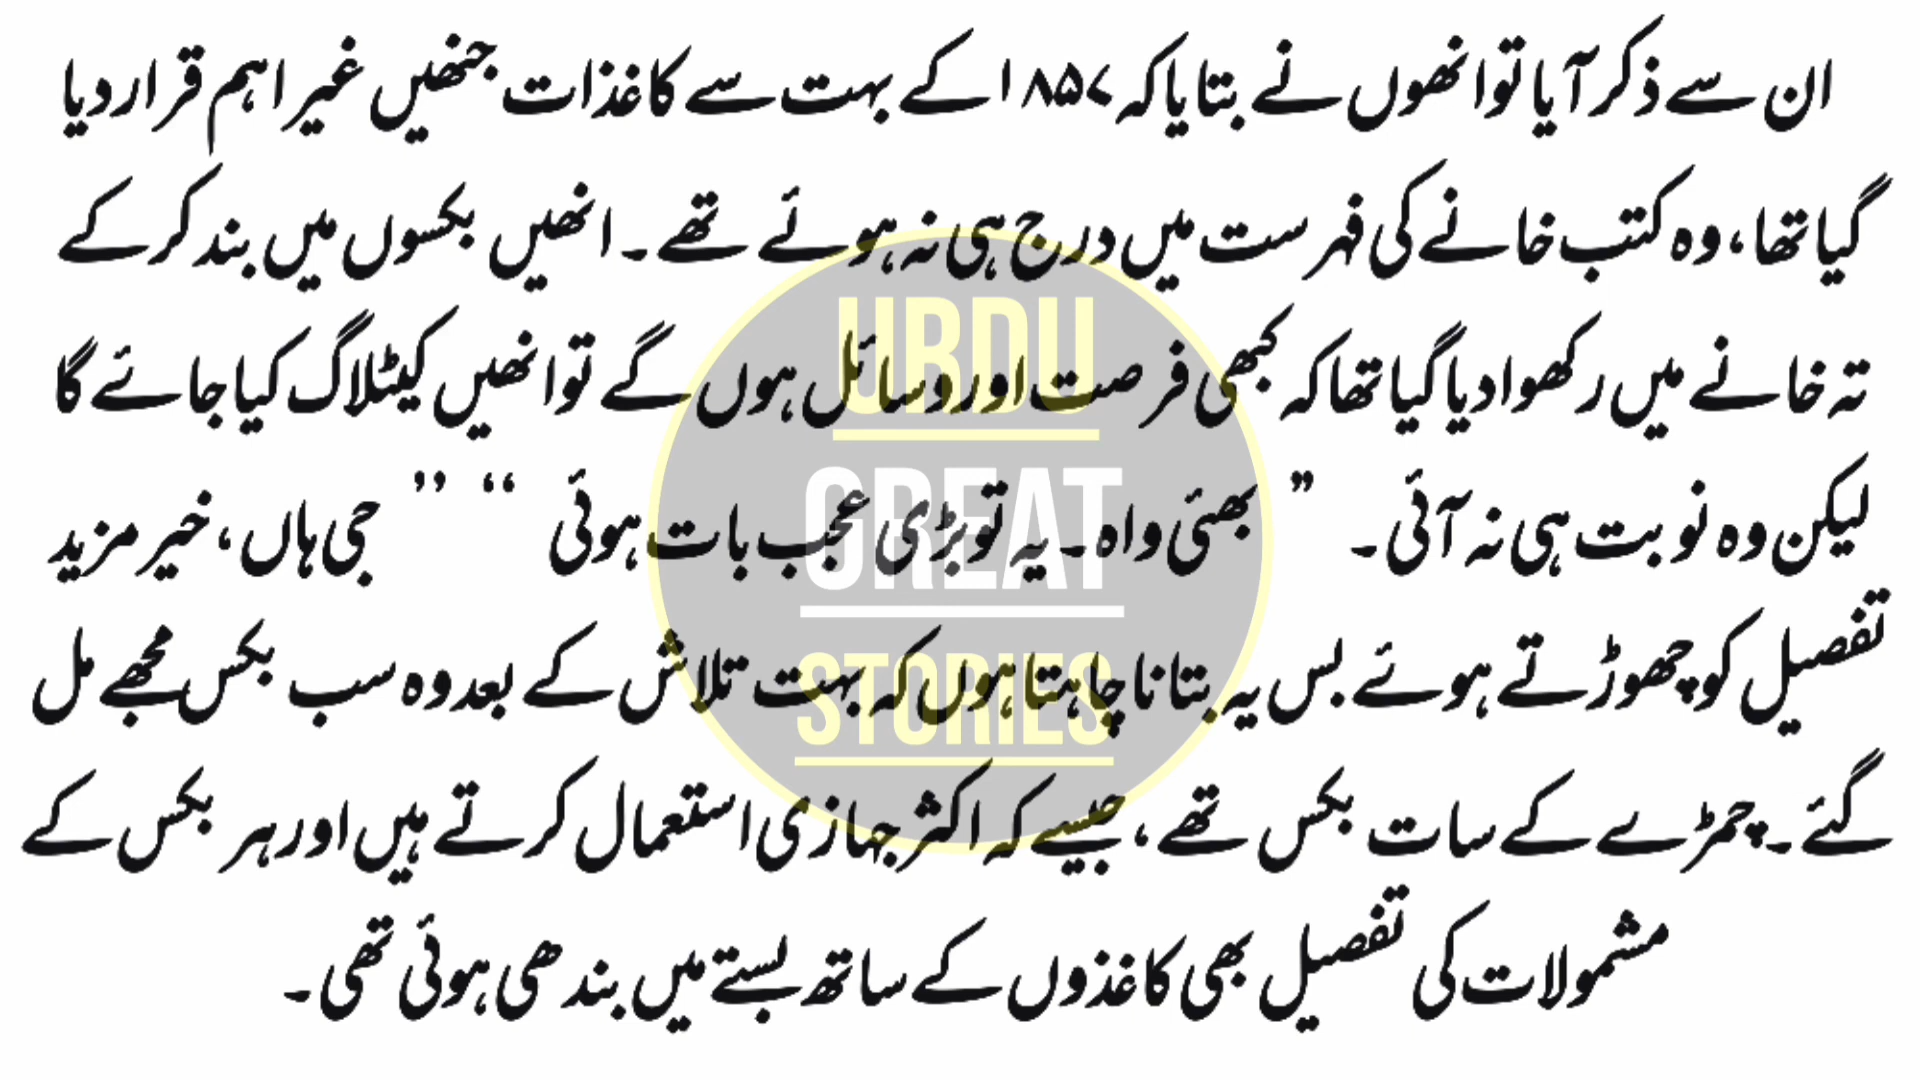 ان سے ذکر آیا تو انھوں نے بتایا کہ ۱۸۵۷ کے بہت سے کاغذات جنھیں غیر اہم قرار دیا
گیا تھا، وہ کتب خانے کی فہرست میں درج ہی نہ ہوئے تھے۔ انھیں بکسوں میں بند کر کے
تہ خانے میں رکھوا دیا گیا تھا کہ کبھی فرصت اور وسائل ہوں گے تو انھیں کیٹلاگ کیا جائے گا
لیکن وہ نوبت ہی نہ آئی۔ ’’ بھئی واہ۔ یہ تو بڑی عجب بات ہوئی ‘‘ ’’ جی ہاں، خیر مزید
تفصیل کو چھوڑتے ہوئے بس یہ بتانا چاہتا ہوں کہ بہت تلاش کے بعد وہ سب بکس مجھے مل
گئے۔ چمڑے کے سات بکس تھے، جیسے کہ اکثر جہازی استعمال کرتے ہیں اور ہر بکس کے
مشمولات کی تفصیل بھی کاغذوں کے ساتھ بستے میں بندھی ہوئی تھی۔
URDU
GREAT
STORIES